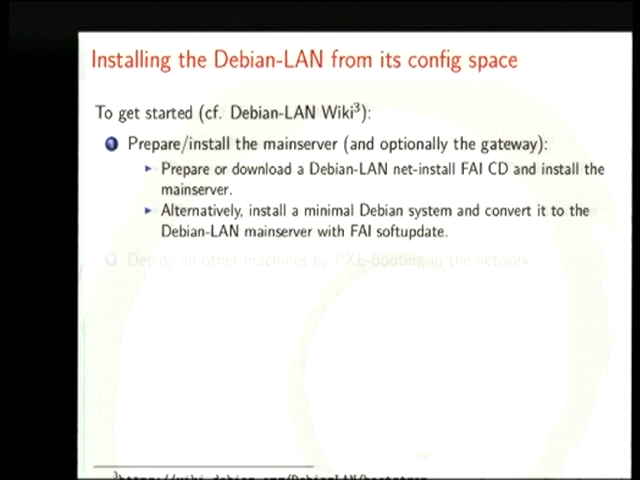 Installing the Debian-LAN from its config space
To get started (cf. Debian-LAN Wiki³):
1 Prepare/install the mainserver (and optionally the gateway):
▸ Prepare or download a Debian-LAN net-install FAI CD and install the
mainserver.
▸ Alternatively, install a minimal Debian system and convert it to the
Debian-LAN mainserver with FAI softupdate.
Deploy all other machines by PXE-booting in the network.